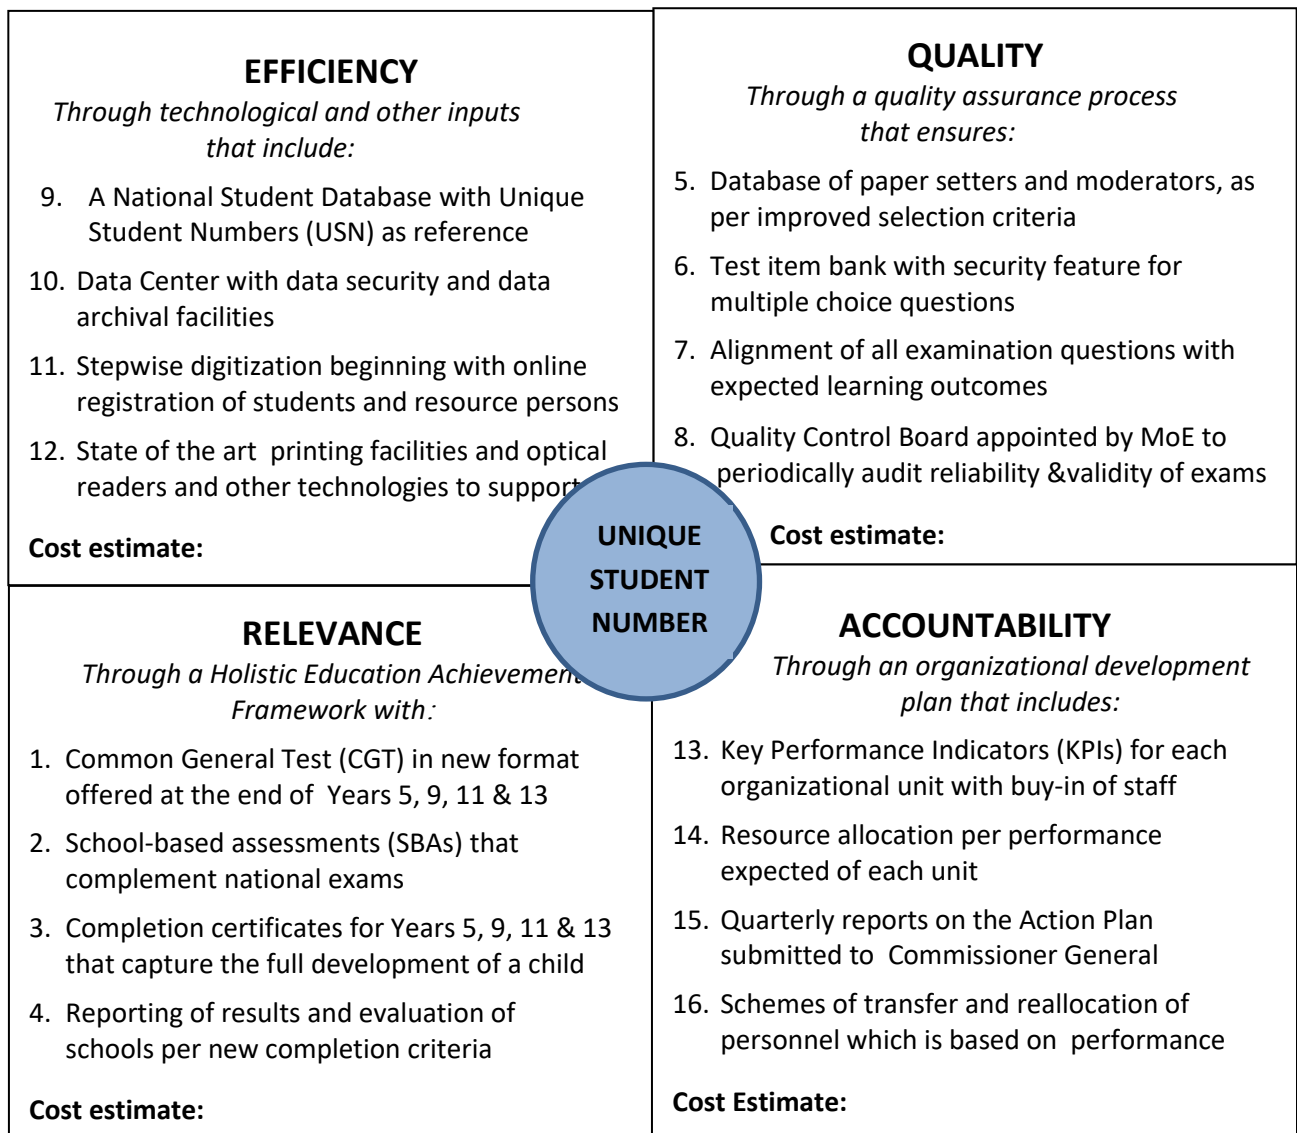 EFFICIENCY
Through technological and other inputs
that include:
9. A National Student Database with Unique
Student Numbers (USN) as reference
10. Data Center with data security and data
archival facilities
11. Stepwise digitization beginning with online
registration of students and resource persons
12. State of the art printing facilities and optical
readers and other technologies to support
Cost estimate:
QUALITY
Through a quality assurance process
that ensures:
5. Database of paper setters and moderators, as
per improved selection criteria
6. Test item bank with security feature for
multiple choice questions
7. Alignment of all examination questions with
expected learning outcomes
8. Quality Control Board appointed by MoE to
periodically audit reliability &validity of exams
Cost estimate:
UNIQUE
STUDENT
NUMBER
RELEVANCE
Through a Holistic Education Achievement
Framework with:
1. Common General Test (CGT) in new format
offered at the end of Years 5, 9, 11 & 13
2. School-based assessments (SBAs) that
complement national exams
3. Completion certificates for Years 5, 9, 11 & 13
that capture the full development of a child
4. Reporting of results and evaluation of
schools per new completion criteria
Cost estimate:
ACCOUNTABILITY
Through an organizational development
plan that includes:
13. Key Performance Indicators (KPIs) for each
organizational unit with buy-in of staff
14. Resource allocation per performance
expected of each unit
15. Quarterly reports on the Action Plan
submitted to Commissioner General
16. Schemes of transfer and reallocation of
personnel which is based on performance
Cost Estimate: